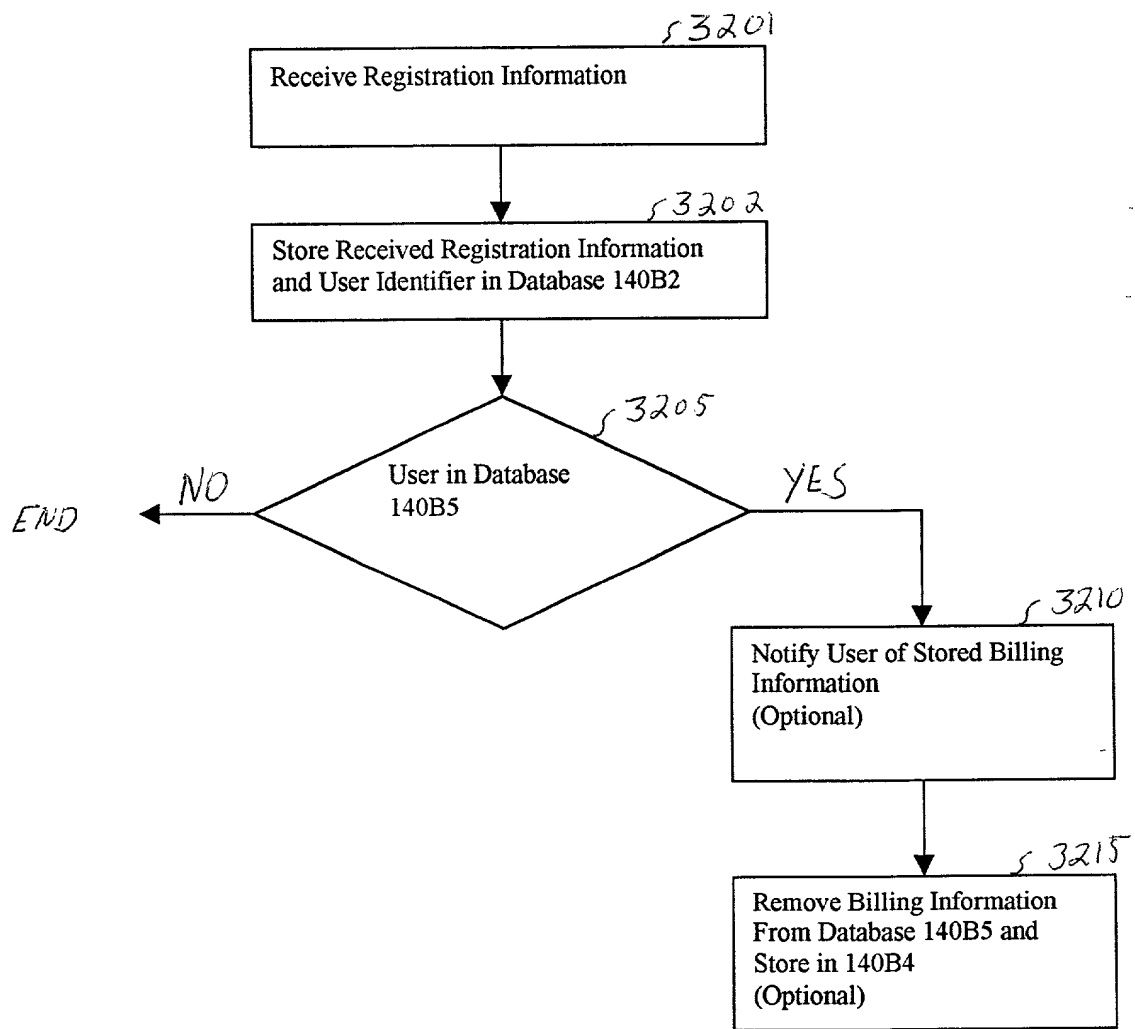 3201
Receive Registration Information
3202
Store Received Registration Information
and User Identifier in Database 140B2
3205
User in Database
140B5
NO
YES
END
3210
Notify User of Stored Billing
Information
(Optional)
3215
Remove Billing Information
From Database 140B5 and
Store in 140B4
(Optional)